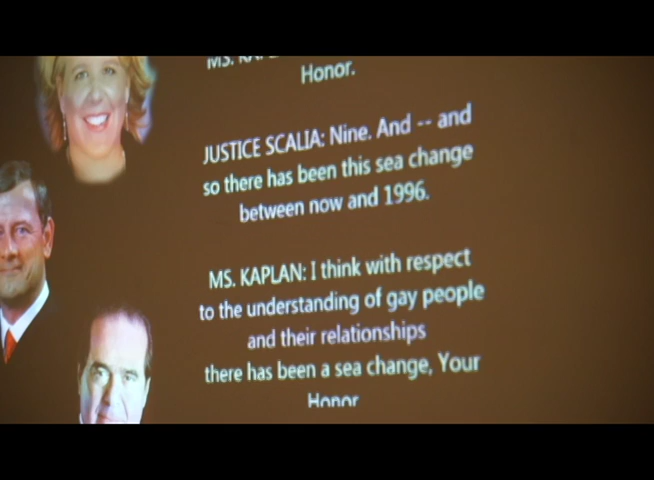 MS.
Honor.
JUSTICE SCALIA: Nine. And -- and
so there has been this sea change
between now and 1996.
MS. KAPLAN: I think with respect
to the understanding of gay people
and their relationships
there has been a sea change, Your
Honor